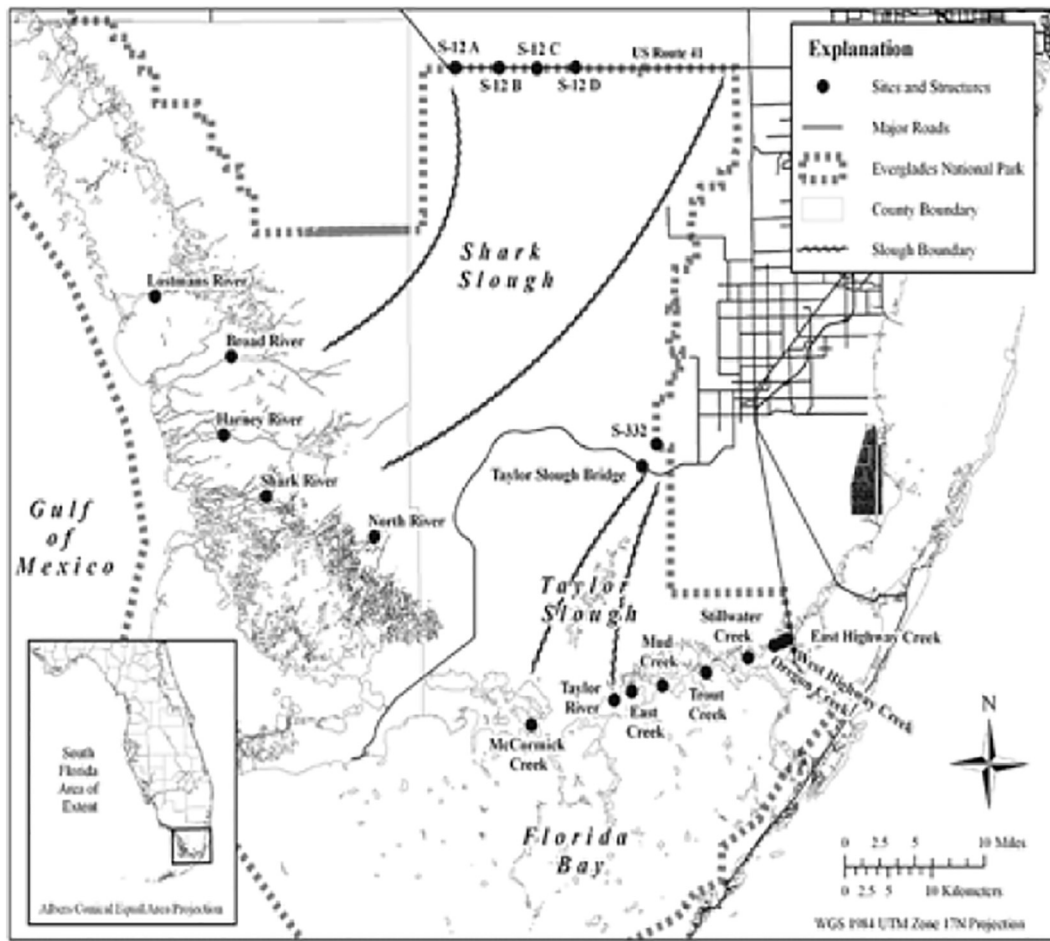 S-12 A
S-12 C
US Route 41
S-12 B
S-12 D
Explanation
Sites and Structures
Major Roads
Everglades National Park
County Boundary
Slough Boundary
Shark
Slough
Lostmans River
Broad River
Harney River
Shark River
North River
S-332
Taylor Slough Bridge
Gulf
of
Mexico
Taylor
Slough
Stillwater
Creek
East Highway Creek
West Highway Creek
Oregon Creek
Mud
Creek
Trout
Creek
Taylor
River
East
Creek
McCormick
Creek
Florida
Bay
South
Florida
Area of
Extent
Albers Conical Equal Area Projection
N
0 2.5 5 10 Miles
0 2.5 5 10 Kilometers
WGS 1984 UTM Zone 17N Projection